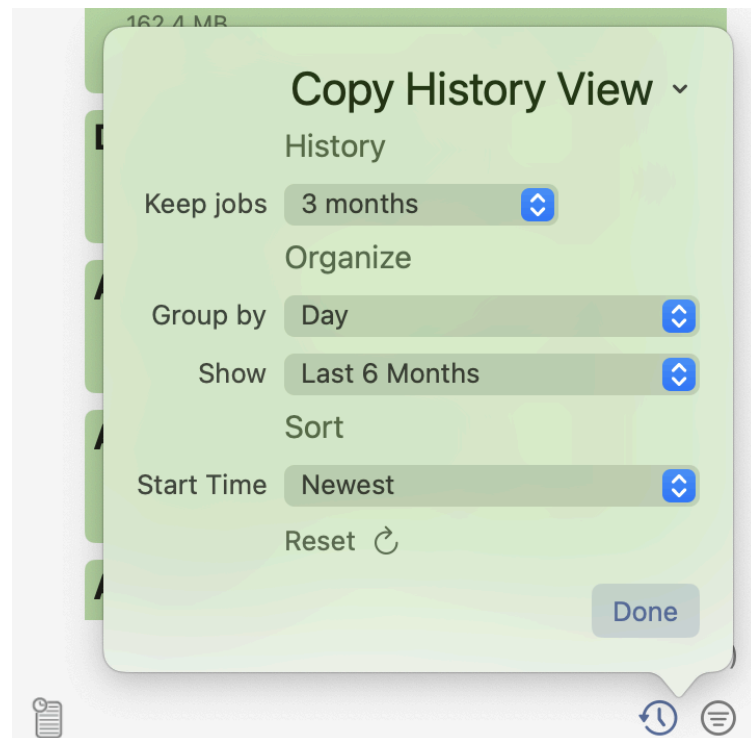 162.4 MB
Copy History View
History
Keep jobs 3 months
Organize
Group by Day
Show Last 6 Months
Sort
Start Time Newest
Reset
Done